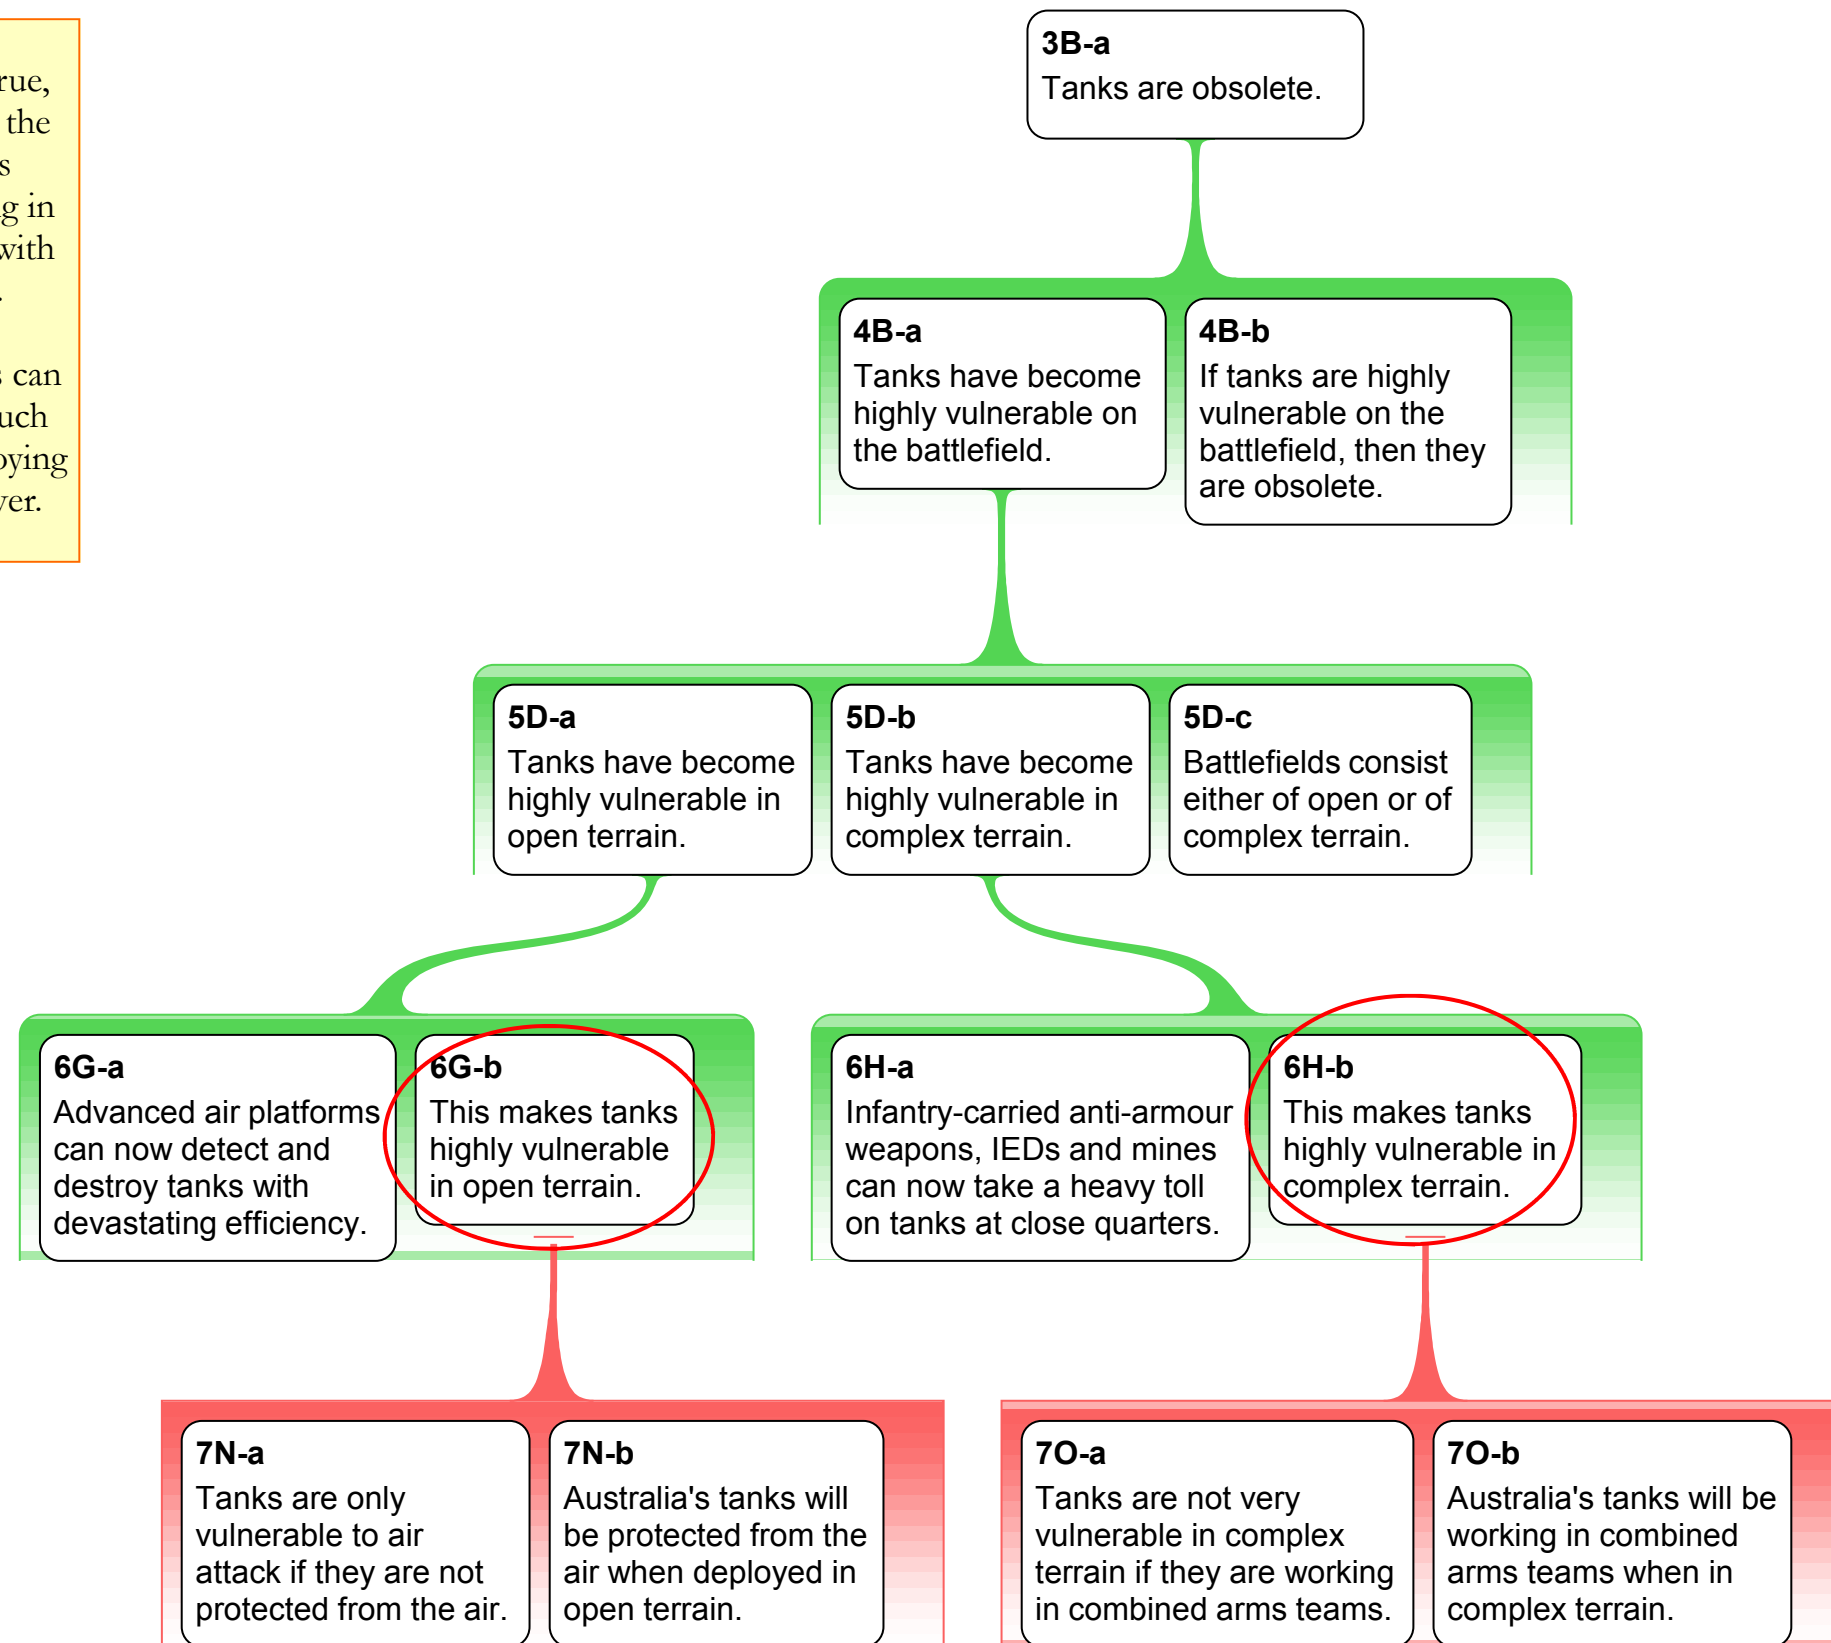 rue,
the
s
g in
with
.
s can
uch
oying
ver.
3B-a
Tanks are obsolete.
4B-a
Tanks have become
highly vulnerable on
the battlefield.
4B-b
If tanks are highly
vulnerable on the
battlefield, then they
are obsolete.
5D-a
Tanks have become
highly vulnerable in
open terrain.
5D-b
Tanks have become
highly vulnerable in
complex terrain.
5D-c
Battlefields consist
either of open or of
complex terrain.
6G-a
Advanced air platforms
can now detect and
destroy tanks with
devastating efficiency.
6G-b
This makes tanks
highly vulnerable
in open terrain.
6H-a
Infantry-carried anti-armour
weapons, IEDs and mines
can now take a heavy toll
on tanks at close quarters.
6H-b
This makes tanks
highly vulnerable in
complex terrain.
7N-a
Tanks are only
vulnerable to air
attack if they are not
protected from the air.
7N-b
Australia's tanks will
be protected from the
air when deployed in
open terrain.
7O-a
Tanks are not very
vulnerable in complex
terrain if they are working
in combined arms teams.
7O-b
Australia's tanks will be
working in combined
arms teams when in
complex terrain.